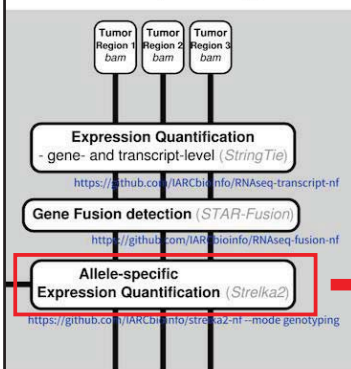 Tumor Region 1 bam
Tumor Region 2 bam
Tumor Region 3 bam
Expression Quantification
- gene- and transcript-level (StringTie)
https://github.com/IARCbioinfo/RNAseq-transcript-nf
Gene Fusion detection (STAR-Fusion)
https://github.com/IARCbioinfo/RNAseq-fusion-nf
Allele-specific
Expression Quantification (Strelka2)
https://github.com/IARCbioinfo/strelka2-nf --mode genotyping